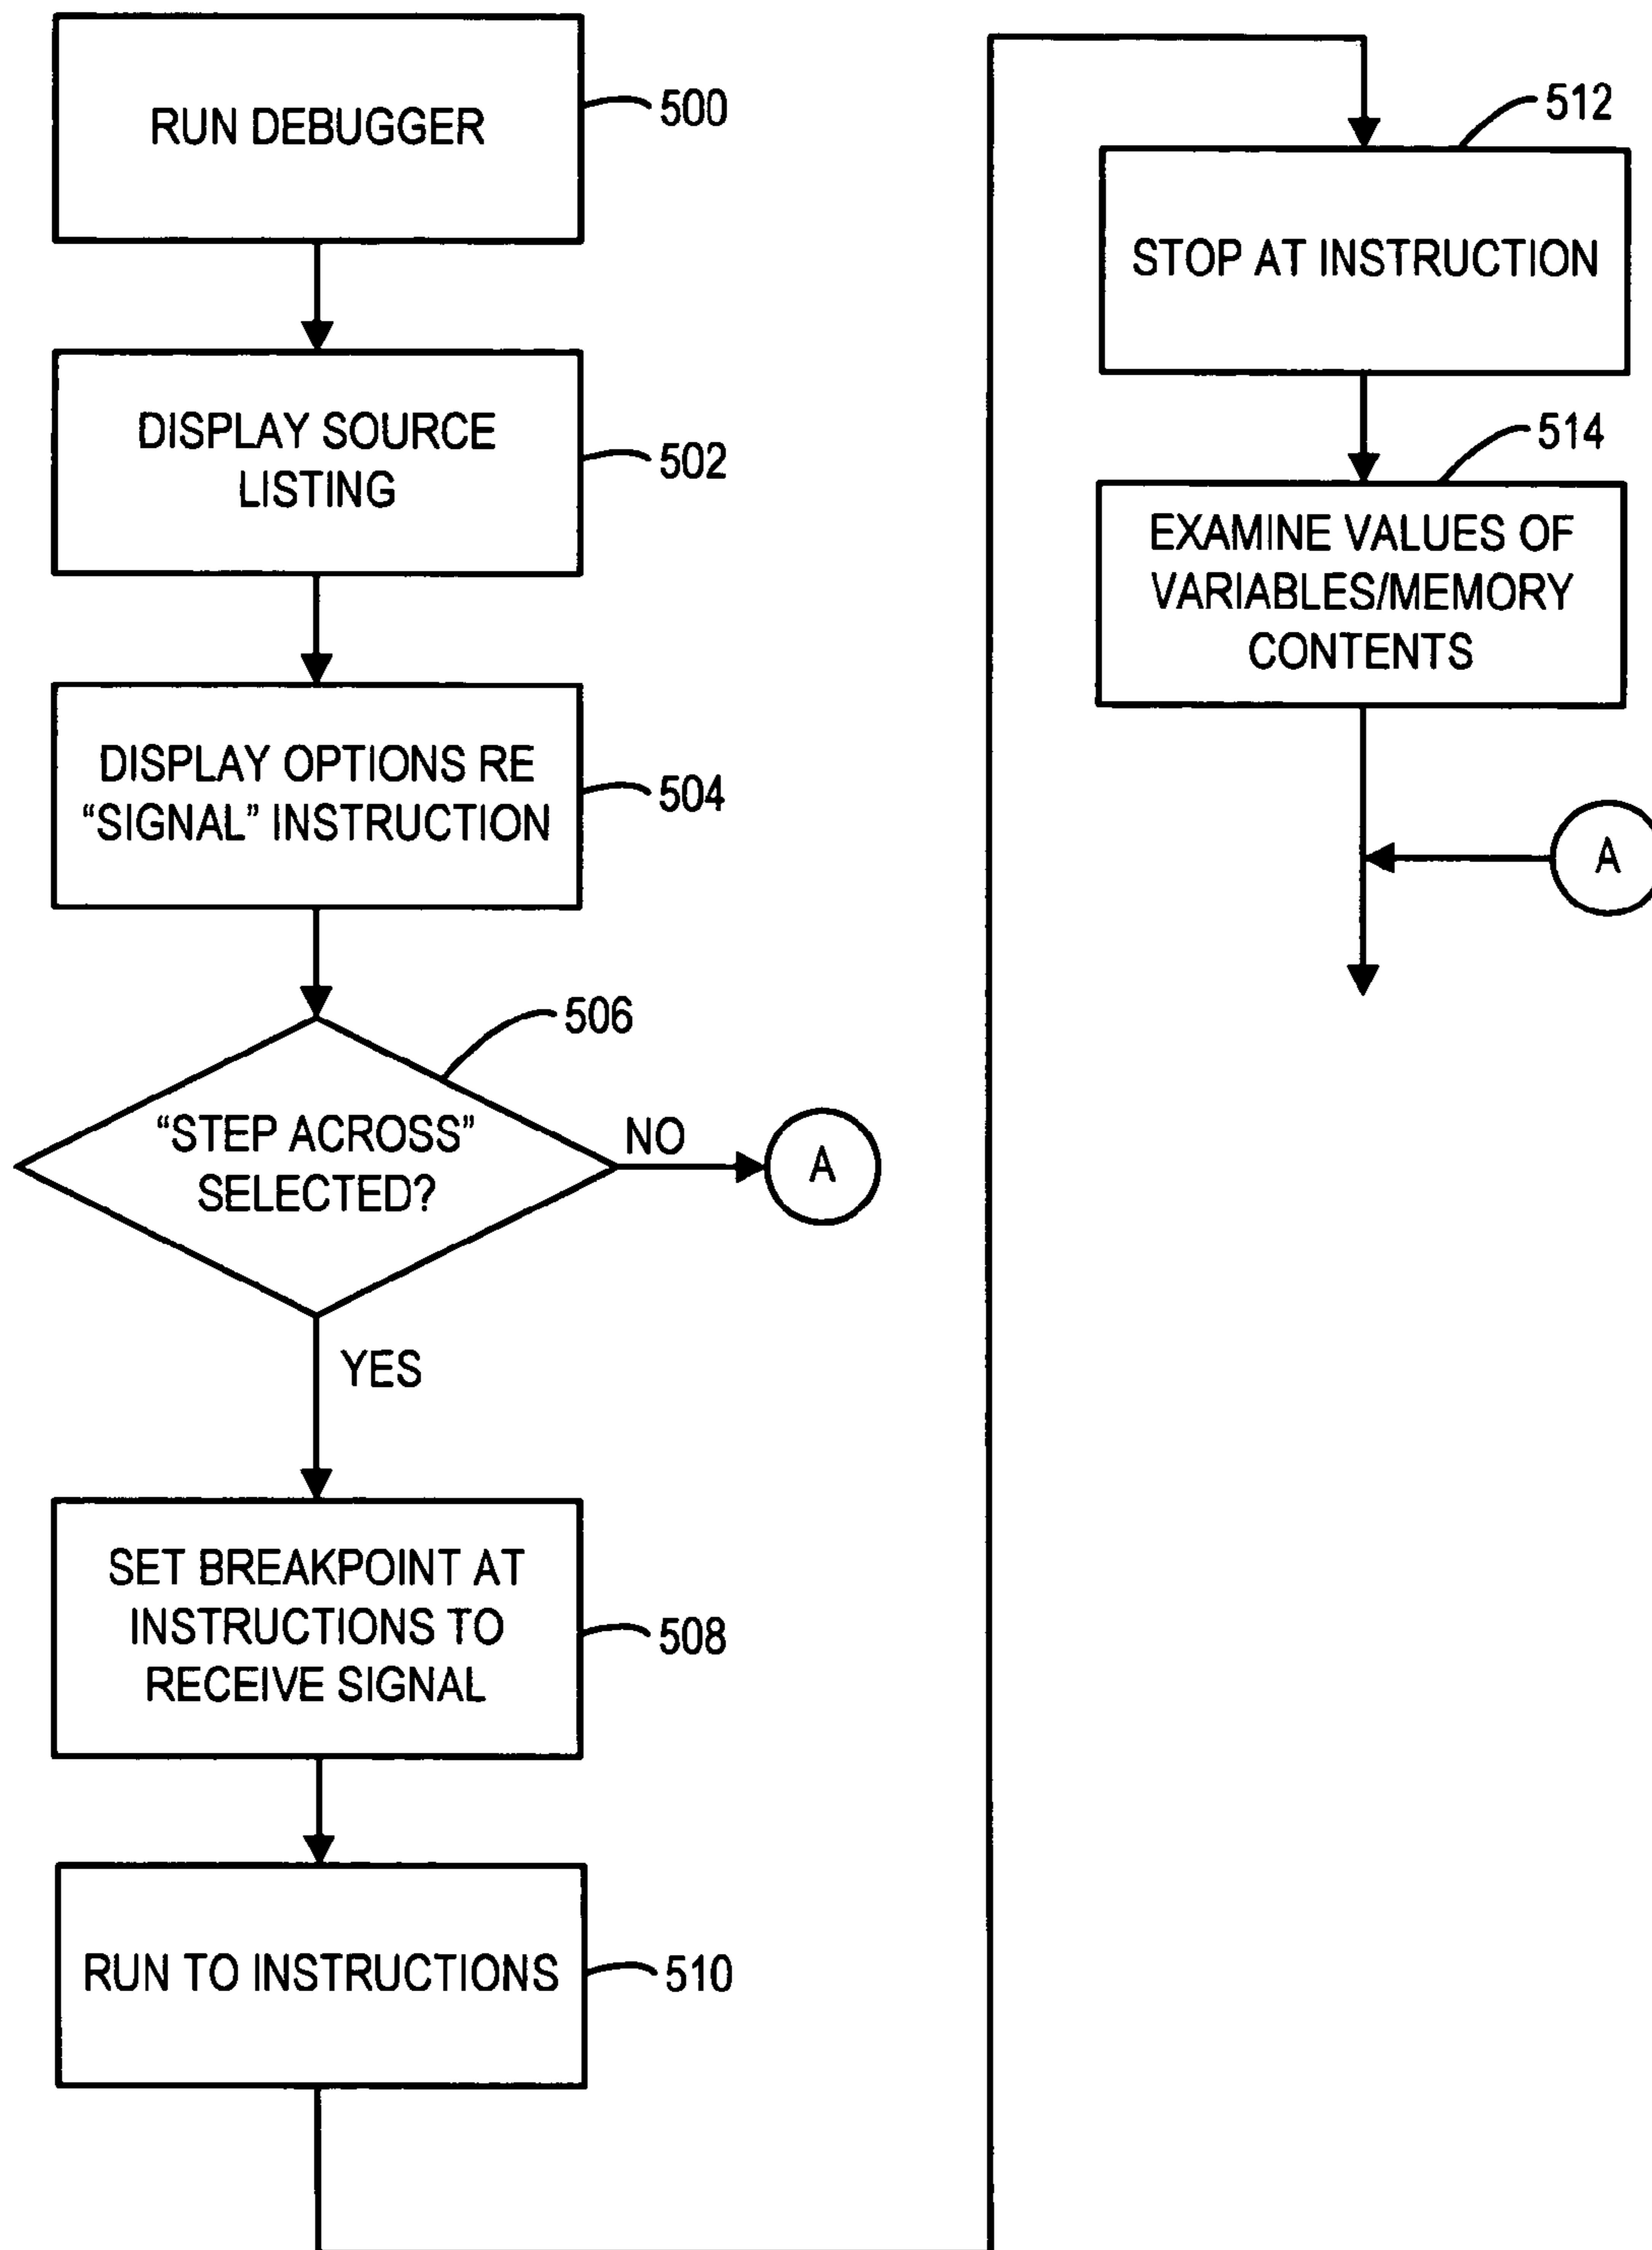 RUN DEBUGGER
500
DISPLAY SOURCE
LISTING
502
DISPLAY OPTIONS RE
“SIGNAL” INSTRUCTION
504
506
“STEP ACROSS”
SELECTED?
NO
A
YES
SET BREAKPOINT AT
INSTRUCTIONS TO
RECEIVE SIGNAL
508
RUN TO INSTRUCTIONS
510
512
STOP AT INSTRUCTION
514
EXAMINE VALUES OF
VARIABLES/MEMORY
CONTENTS
A